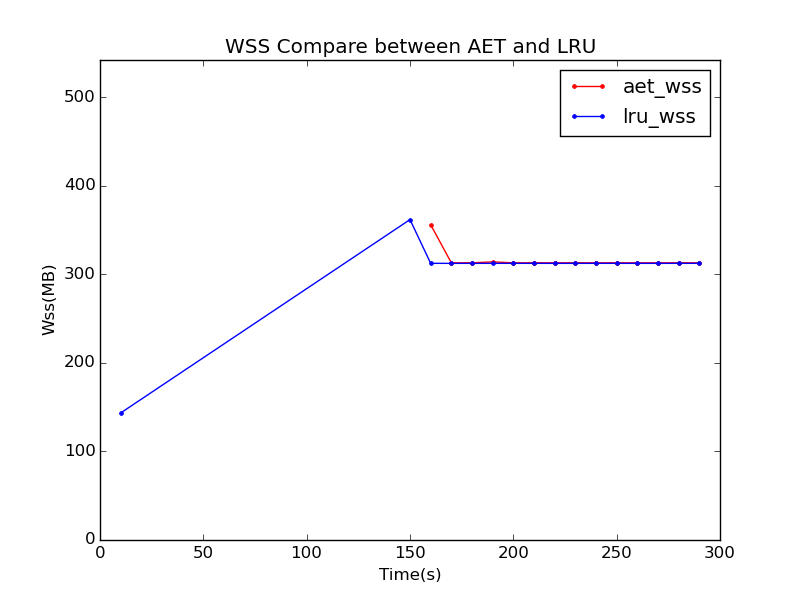 WSS Compare between AET and LRU
aet_wss
lru_wss
500
400
300
200
100
0
Wss(MB)
0 50 100 150 200 250 300
Time(s)